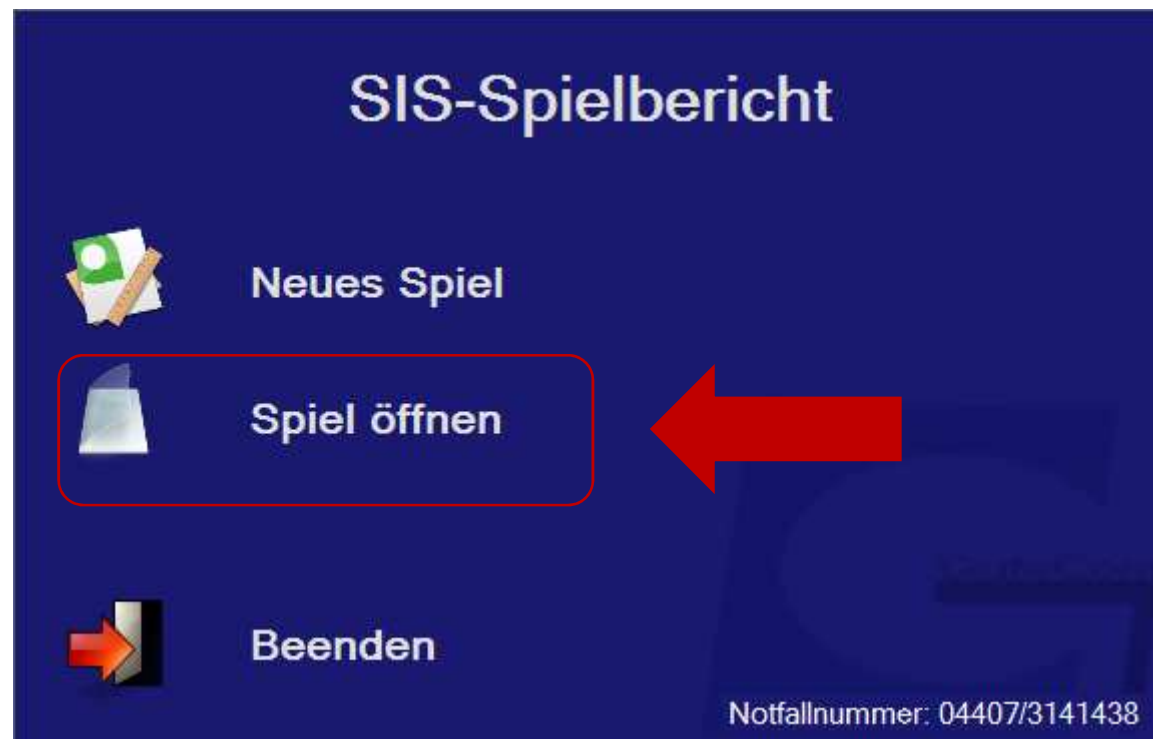 SIS-Spielbericht
Neues Spiel
Spiel öffnen
Beenden
Notfallnummer: 04407/3141438